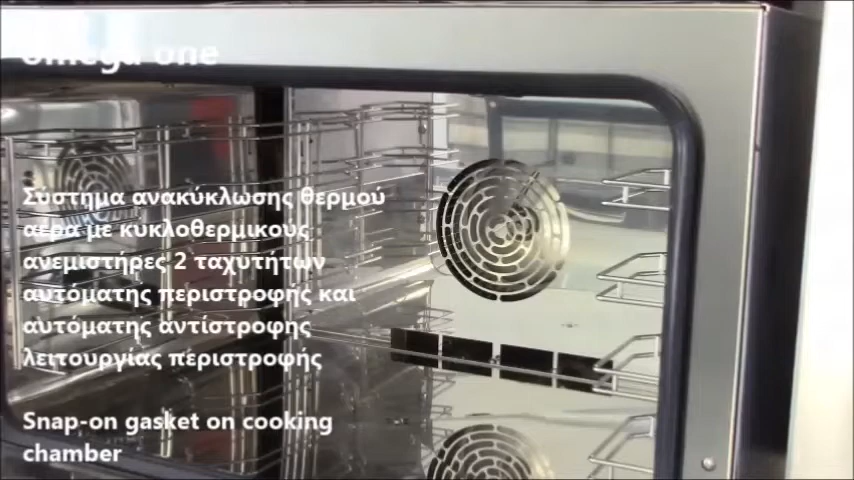 omega one
Σύστημα ανακύκλωσης θερμού
αέρα με κυκλοθερμικούς
ανεμιστήρες 2 ταχυτήτων
αυτόματης περιστροφής και
αυτόματης αντίστροφης
λειτουργίας περιστροφής
Snap-on gasket on cooking
chamber